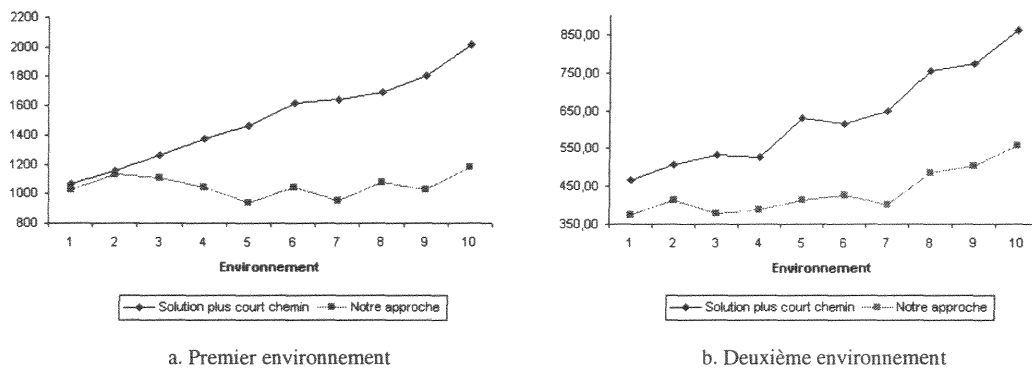 2200
2000
1800
1600
1400
1200
1000
800
1 2 3 4 5 6 7 8 9 10
Environnement
Solution plus court chemin Notre approche
a. Premier environnement
850,00
750,00
650,00
550,00
450,00
350,00
1 2 3 4 5 6 7 8 9 10
Environnement
Solution plus court chemin Notre approche
b. Deuxième environnement